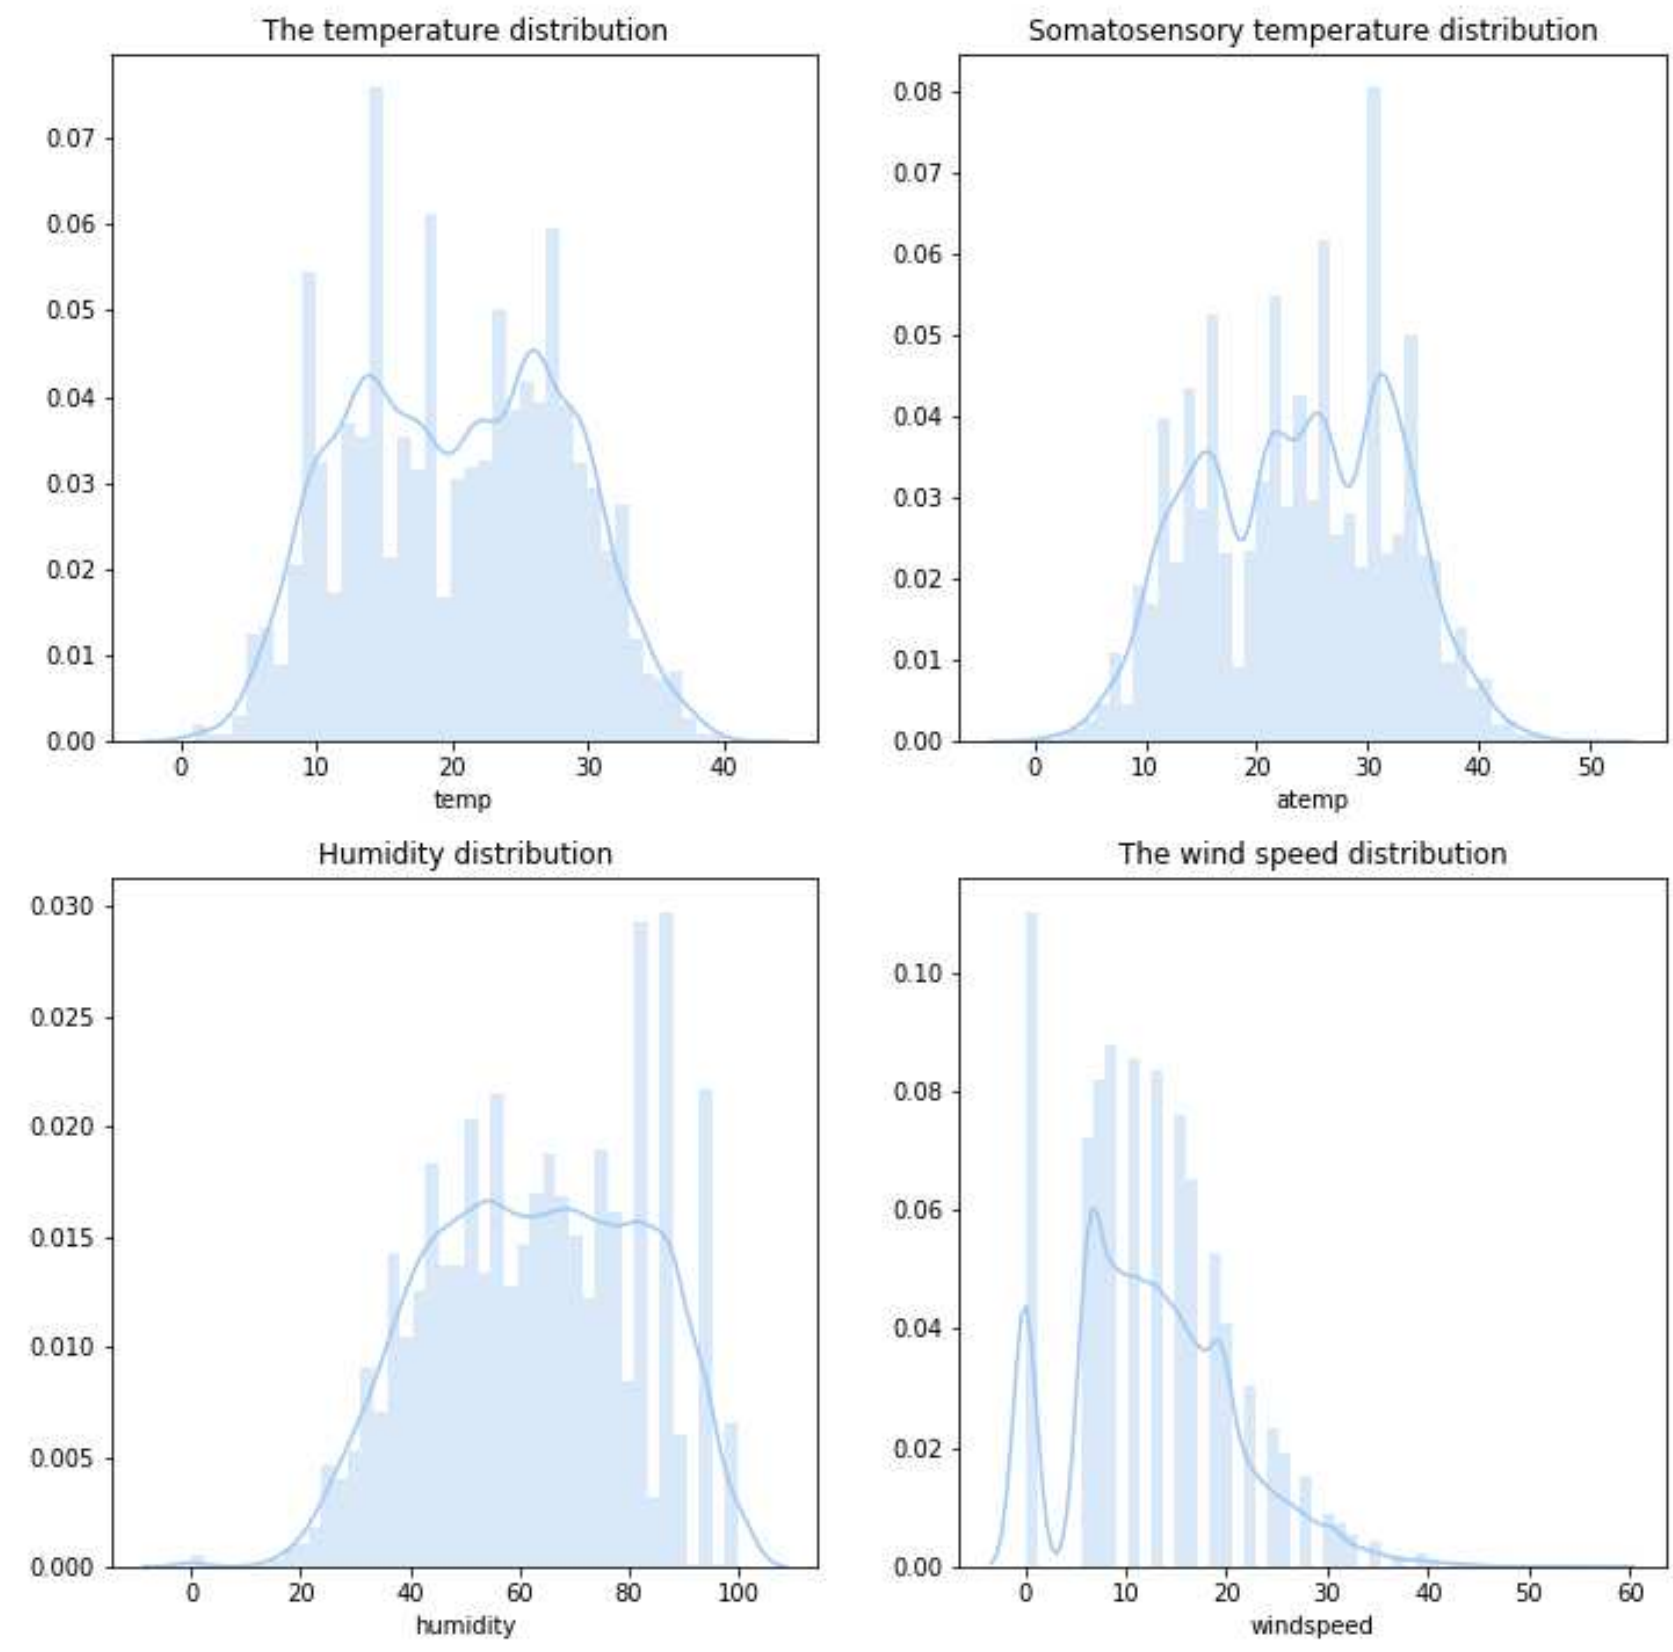 The temperature distribution
0.07
0.06
0.05
0.04
0.03
0.02
0.01
0.00
0 10 20 30 40
temp
Somatosensory temperature distribution
0.08
0.07
0.06
0.05
0.04
0.03
0.02
0.01
0.00
0 10 20 30 40 50
atemp
Humidity distribution
0.030
0.025
0.020
0.015
0.010
0.005
0.000
0 20 40 60 80 100
humidity
The wind speed distribution
0.10
0.08
0.06
0.04
0.02
0.00
0 10 20 30 40 50 60
windspeed